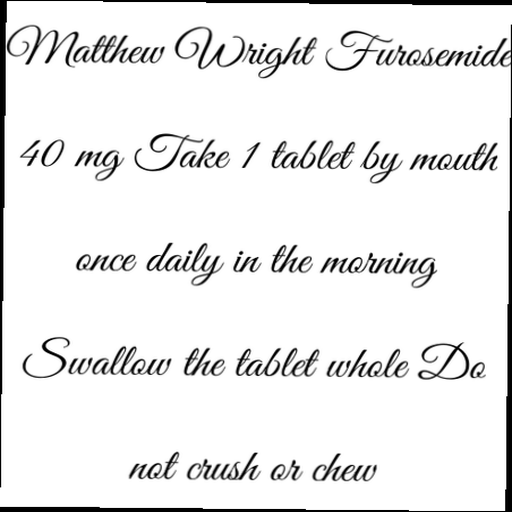 Matthew Wright Furosemide
40 mg Take 1 tablet by mouth
once daily in the morning
Swallow the tablet whole Do
not crush or chew